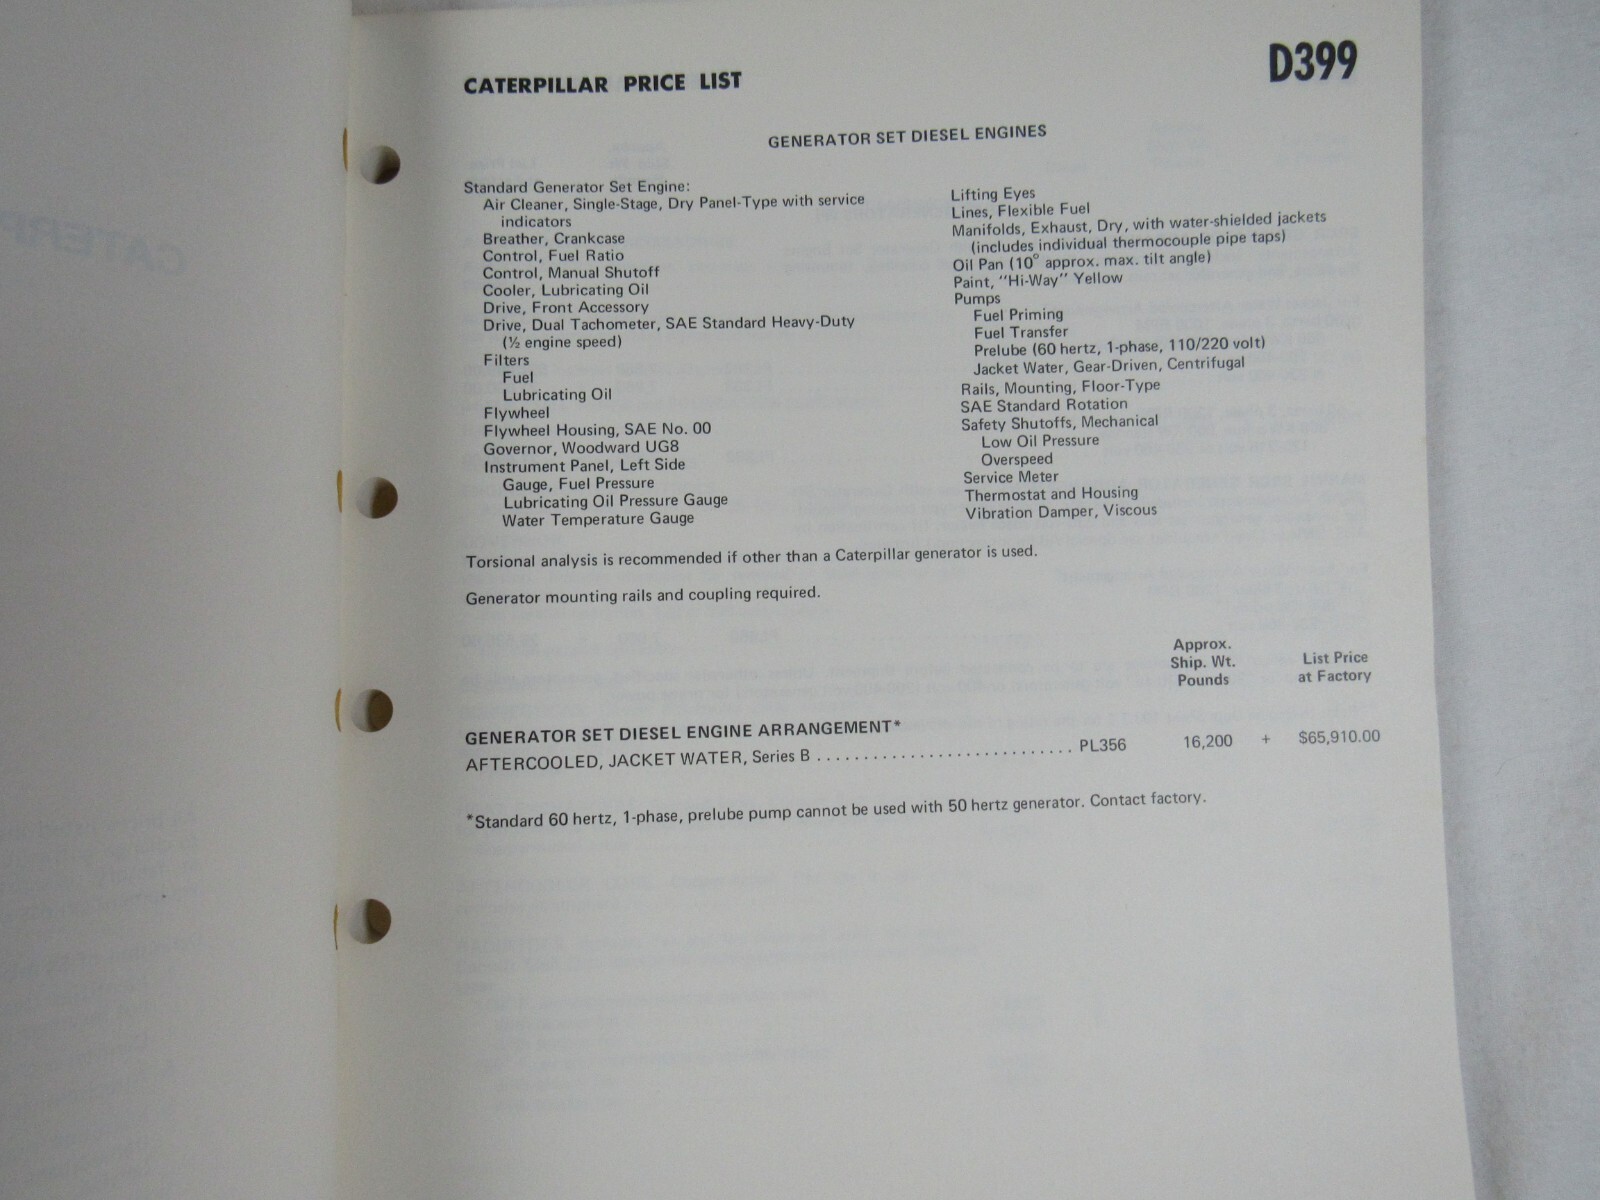 CATERPILLAR PRICE LIST
D399
GENERATOR SET DIESEL ENGINES
Standard Generator Set Engine:
Air Cleaner, Single-Stage, Dry Panel-Type with service
indicators
Breather, Crankcase
Control, Fuel Ratio
Control, Manual Shutoff
Cooler, Lubricating Oil
Drive, Front Accessory
Drive, Dual Tachometer, SAE Standard Heavy-Duty
(½ engine speed)
Filters
Fuel
Lubricating Oil
Flywheel
Flywheel Housing, SAE No. 00
Governor, Woodward UG8
Instrument Panel, Left Side
Gauge, Fuel Pressure
Lubricating Oil Pressure Gauge
Water Temperature Gauge
Lifting Eyes
Lines, Flexible Fuel
Manifolds, Exhaust, Dry, with water-shielded jackets
(includes individual thermocouple pipe taps)
Oil Pan (10° approx. max. tilt angle)
Paint, "Hi-Way" Yellow
Pumps
Fuel Priming
Fuel Transfer
Prelube (60 hertz, 1-phase, 110/220 volt)
Jacket Water, Gear-Driven, Centrifugal
Rails, Mounting, Floor-Type
SAE Standard Rotation
Safety Shutoffs, Mechanical
Low Oil Pressure
Overspeed
Service Meter
Thermostat and Housing
Vibration Damper, Viscous
Torsional analysis is recommended if other than a Caterpillar generator is used.
Generator mounting rails and coupling required.
Approx.
Ship. Wt.
Pounds
List Price
at Factory
GENERATOR SET DIESEL ENGINE ARRANGEMENT*
AFTERCOOLED, JACKET WATER, Series B ............................ PL356 16,200 + $65,910.00
*Standard 60 hertz, 1-phase, prelube pump cannot be used with 50 hertz generator. Contact factory.